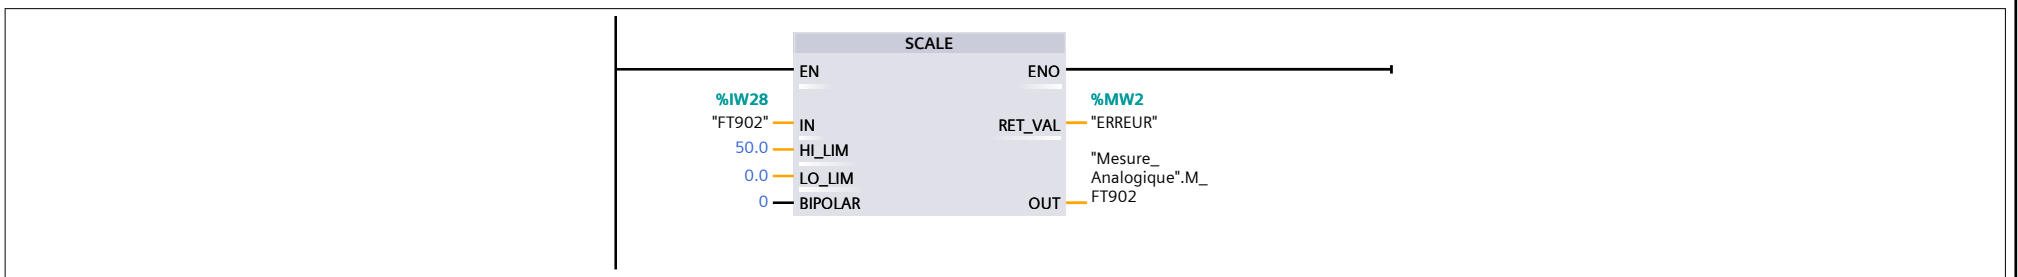 SCALE
EN ENO
%IW28 %MW2
"FT902" IN RET_VAL "ERREUR"
50.0 HI_LIM
"Mesure_
0.0 LO_LIM Analogique".M_
FT902
0 BIPOLAR OUT